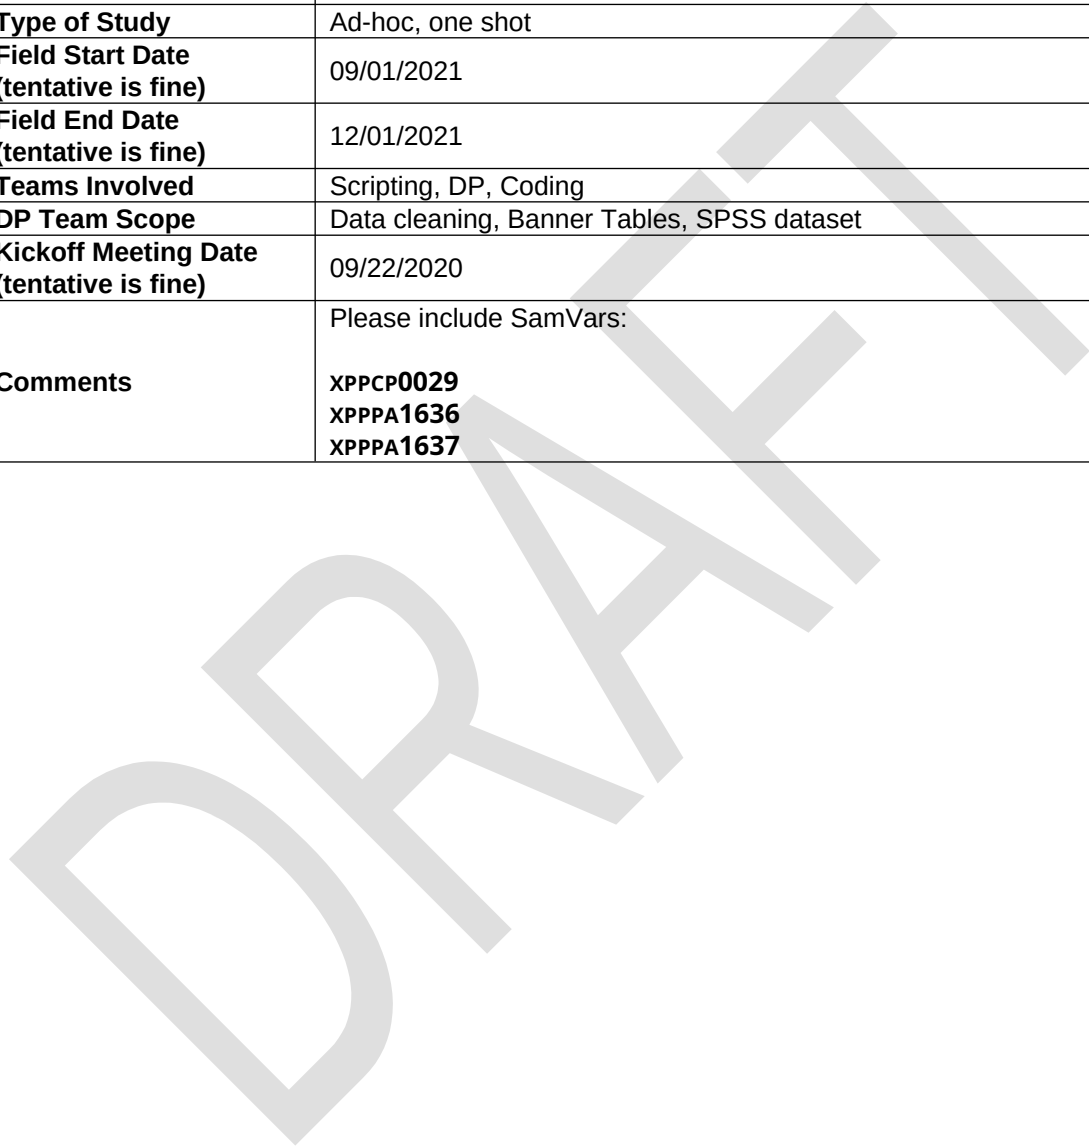 Type of Study Ad-hoc, one shot
Field Start Date
(tentative is fine) 09/01/2021
Field End Date
(tentative is fine) 12/01/2021
Teams Involved Scripting, DP, Coding
DP Team Scope Data cleaning, Banner Tables, SPSS dataset
Kickoff Meeting Date
(tentative is fine) 09/22/2020
Comments Please include SamVars:
XPPCP0029
XPPPA1636
XPPPA1637
DRAFT